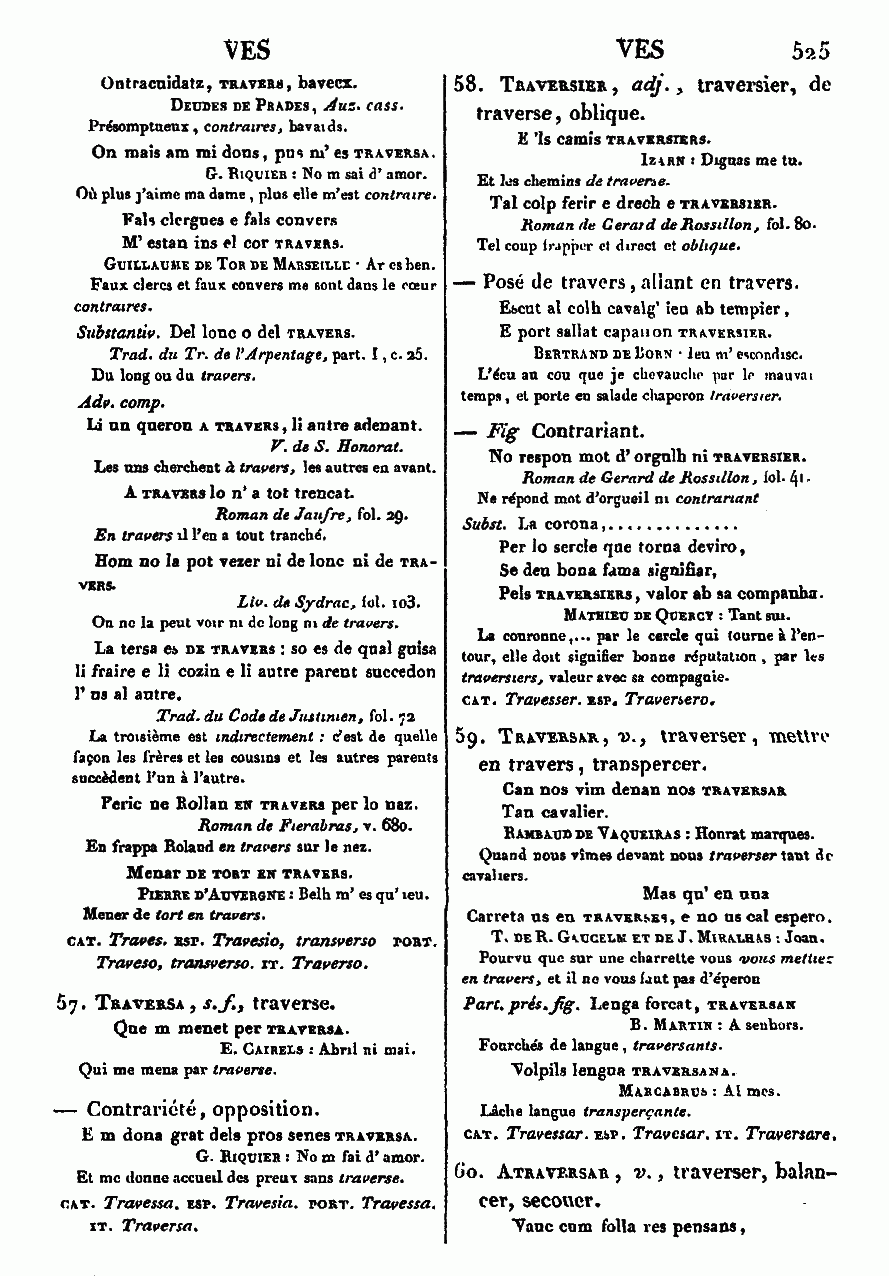 VES
VES 525
Ontracuidatz, TRAVERS, bavecx.
DEUDES DE PRADES, Auz. cass.
Présomptueux, contraires, bavards.
On mais am mi dons, pus m' es TRAVERSA.
G. RIQUIER : No m sai d' amor.
Où plus j'aime ma dame, plus elle m'est contraire.
Fals clergues e fals convers
M' estan ins el cor TRAVERS.
GUILLAUME DE TOR DE MARSEILLE · Ar es ben.
Faux clercs et faux convers me sont dans le cœur
contraires.
Substantiv. Del lonc o del TRAVERS.
Trad. du Tr. de l'Arpentage, part. I, c. 25.
Du long ou du travers.
Adv. comp.
Li un queron A TRAVERS, li autre adenant.
V. de S. Honorat.
Les uns cherchent à travers, les autres en avant.
A TRAVERS lo n' a tot trencat.
Roman de Jaufre, fol. 29.
En travers il l'en a tout tranché.
Hom no la pot vezer ni de lonc ni de TRA-
VERS.
Liv. de Sydrac, fol. 103.
On ne la peut voir ni de long ni de travers.
La tersa es DE TRAVERS : so es de qual guisa
li fraire e li cozin e li autre parent succedon
l' us al autre.
Trad. du Code de Justinien, fol. 72
La troisième est indirectement : c'est de quelle
façon les frères et les cousins et les autres parents
succèdent l'un à l'autre.
Feric ne Rollan EN TRAVERS per lo naz.
Roman de Fierabras, v. 680.
En frappa Roland en travers sur le nez.
Menar DE TORT EN TRAVERS.
PIERRE D'AUVERGNE : Belh m' es qu' ieu.
Mener de tort en travers.
CAT. Traves. ESP. Travesio, transverso PORT.
Traveso, transverso. IT. Traverso.
57. TRAVERSA, s. f., traverse.
Que m menet per TRAVERSA.
E. CAIRELS : Abril ni mai.
Qui me mena par traverse.
— Contrariété, opposition.
E m dona grat dels pros senes TRAVERSA.
G. RIQUIER : No m fai d' amor.
Et me donne accueil des preux sans traverse.
CAT. Travessa. ESP. Travesia. PORT. Travessa.
IT. Traversa.
58. TRAVERSIER, adj., traversier, de
traverse, oblique.
E 'ls camis TRAVERSIERS.
IZARN : Diguas me tu.
Et les chemins de traverse.
Tal colp ferir e drech e TRAVERSIER.
Roman de Gerard de Rossillon, fol. 80.
Tel coup frapper et direct et oblique.
— Posé de travers, allant en travers.
Escut al colh cavalg' ieu ab tempier,
E port sallat capairon TRAVERSIER.
BERTRAND DE BORN · Ieu m' escondisc.
L'écu au cou que je chevauche par le mauvai
temps, et porte en salade chaperon traversier.
— Fig Contrariant.
No respon mot d' orgulh ni TRAVERSIER.
Roman de Gerard de Rossillon, fol. 41.
Ne répond mot d'orgueil ni contrariant
Subst. La corona,..............
Per lo sercle que torna deviro,
Se deu bona fama signifiar,
Pels TRAVERSIERS, valor ab sa companha.
MATHIEU DE QUERCY : Tant sui.
La couronne,... par le cercle qui tourne à l'en-
tour, elle doit signifier bonne réputation, par les
traversiers, valeur avec sa compagnie.
CAT. Travesser. ESP. Traversero.
59. TRAVERSAR, v., traverser, mettre
en travers, transpercer.
Can nos vim denan nos TRAVERSAR
Tan cavalier.
RAMBAUD DE VAQUEIRAS : Honrat marques.
Quand nous vîmes devant nous traverser tant de
cavaliers.
Mas qu' en una
Carreta us en TRAVERSES, e no us cal espero.
T. DE R. GAUCELM ET DE J. MIRALHAS : Joan.
Pourvu que sur une charrette vous vous mettiez
en travers, et il ne vous faut pas d'éperon
Part. prés. fig. Lenga forcat, TRAVERSAN
B. MARTIN : A senhors.
Fourchés de langue, traversants.
Volpils lengua TRAVERSANA.
MARCABRUS : Al mes.
Lâche langue transperçante.
CAT. Travessar. ESP. Travesar. IT. Traversare.
60. ATRAVERSAR, v., traverser, balan-
cer, secouer.
Vauc cum folla res pensans,